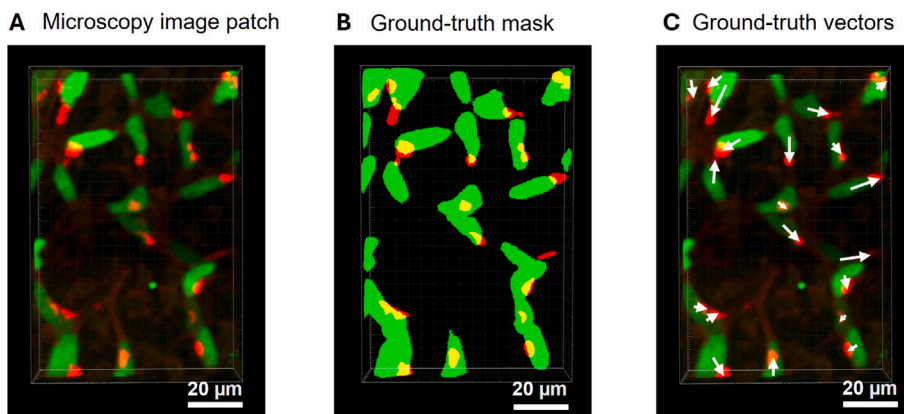 A Microscopy image patch
B Ground-truth mask
C Ground-truth vectors
20 µm
20 µm
20 µm